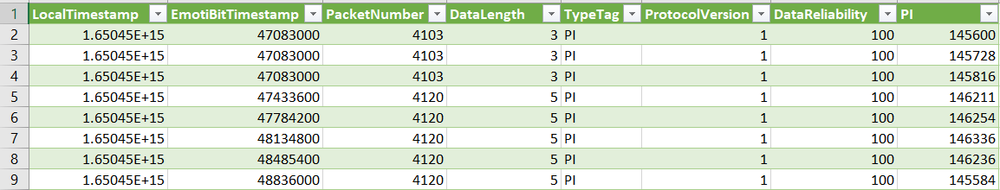 1 LocalTimestamp EmotiBitTimestamp PacketNumber DataLength TypeTag ProtocolVersion DataReliability PI
2 1.65045E+15 47083000 4103 3 PI 1 100 145600
3 1.65045E+15 47083000 4103 3 PI 1 100 145728
4 1.65045E+15 47083000 4103 3 PI 1 100 145816
5 1.65045E+15 47433600 4120 5 PI 1 100 146211
6 1.65045E+15 47784200 4120 5 PI 1 100 146254
7 1.65045E+15 48134800 4120 5 PI 1 100 146336
8 1.65045E+15 48485400 4120 5 PI 1 100 146236
9 1.65045E+15 48836000 4120 5 PI 1 100 145584